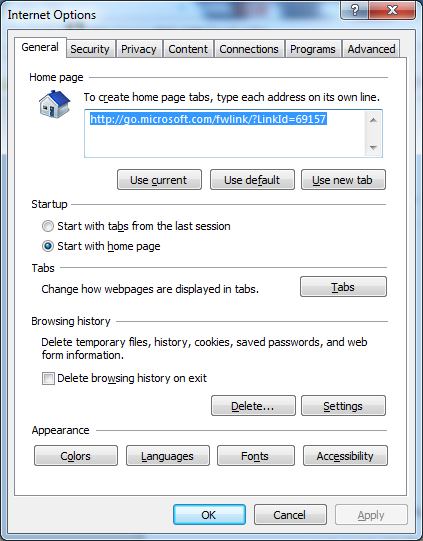 Internet Options
General Security Privacy Content Connections Programs Advanced
Home page
To create home page tabs, type each address on its own line.
http://go.microsoft.com/fwlink/?LinkId=69157
Use current Use default Use new tab
Startup
Start with tabs from the last session
Start with home page
Tabs
Change how webpages are displayed in tabs. Tabs
Browsing history
Delete temporary files, history, cookies, saved passwords, and web
form information.
Delete browsing history on exit
Delete... Settings
Appearance
Colors Languages Fonts Accessibility
OK Cancel Apply